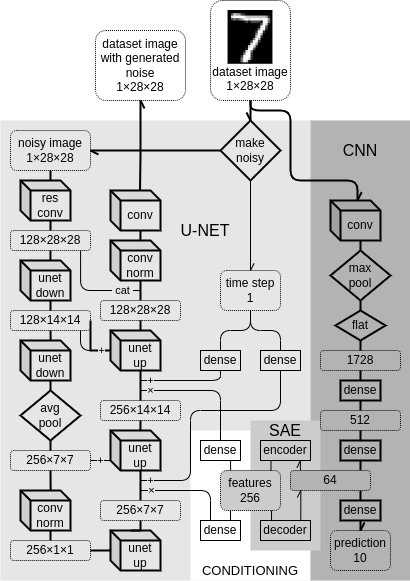 dataset image
with generated
noise
1×28×28
dataset image
1×28×28
noisy image
1×28×28
make
noisy
CNN
res
conv
conv
conv
U-NET
128×28×28
conv
norm
max
pool
unet
down
cat
time step
1
128×28×28
flat
128×14×14
unet
down
+
unet
up
dense
dense
1728
+
×
dense
avg
pool
256×14×14
512
SAE
unet
up
dense
encoder
dense
256×7×7
+
+
×
features
256
64
conv
norm
256×7×7
dense
dense
decoder
256×1×1
unet
up
prediction
10
CONDITIONING